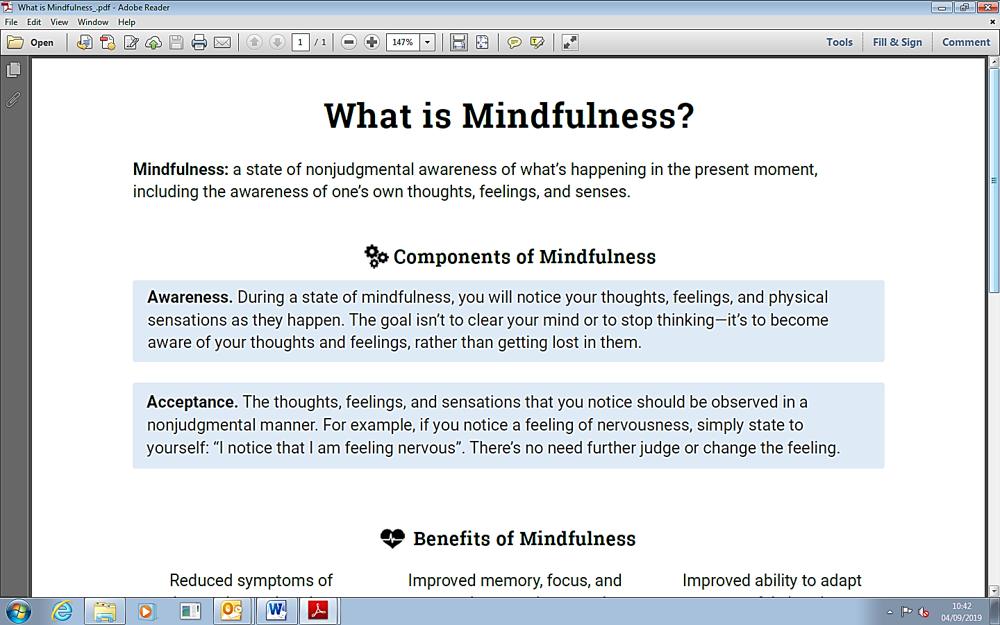 What is Mindfulness_.pdf - Adobe Reader
File Edit View Window Help
Open 1 / 1 147% Tools Fill & Sign Comment
What is Mindfulness?
Mindfulness: a state of nonjudgmental awareness of what’s happening in the present moment,
including the awareness of one’s own thoughts, feelings, and senses.
Components of Mindfulness
Awareness. During a state of mindfulness, you will notice your thoughts, feelings, and physical
sensations as they happen. The goal isn’t to clear your mind or to stop thinking—it’s to become
aware of your thoughts and feelings, rather than getting lost in them.
Acceptance. The thoughts, feelings, and sensations that you notice should be observed in a
nonjudgmental manner. For example, if you notice a feeling of nervousness, simply state to
yourself: “I notice that I am feeling nervous”. There’s no need further judge or change the feeling.
Benefits of Mindfulness
Reduced symptoms of Improved memory, focus, and Improved ability to adapt
10:42
04/09/2019